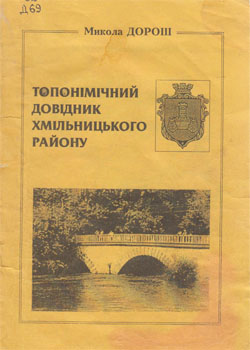 Д69
Микола ДОРОШ
ТОПОНІМІЧНИЙ
ДОВІДНИК
ХМІЛЬНИЦЬКОГО
РАЙОНУ